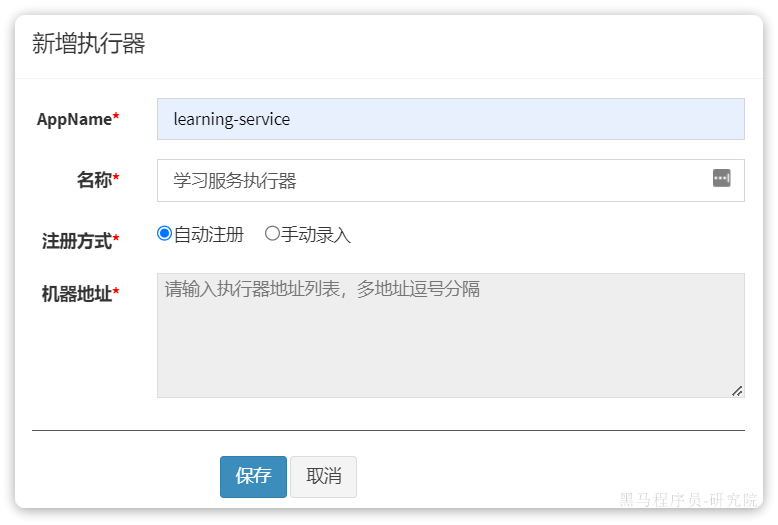 新增执行器
AppName*
learning-service
名称*
学习服务执行器
注册方式*
自动注册 手动录入
机器地址*
请输入执行器地址列表，多地址逗号分隔
保存 取消
黑马程序员-研究院